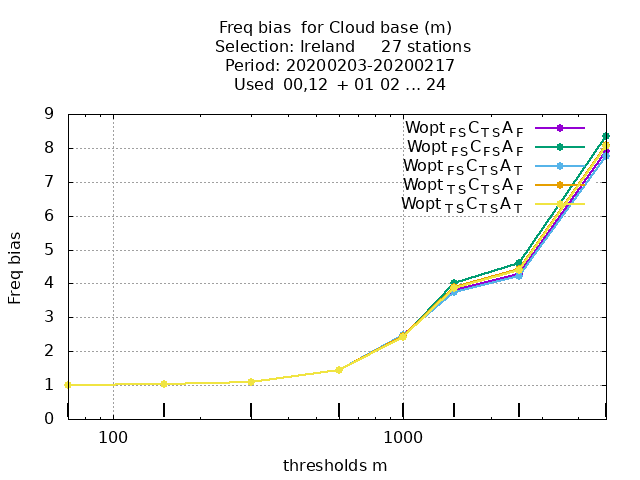 Freq bias  for Cloud base (m)
Selection: Ireland     27 stations
Period: 20200203-20200217
Used  00,12  + 01 02 ... 24
9
8
7
6
5
4
3
2
1
0
Freq bias
Wopt FS C TS A F
Wopt FS C FS A F
Wopt FS C TS A T
Wopt TS C TS A F
Wopt TS C TS A T
100 1000
thresholds m